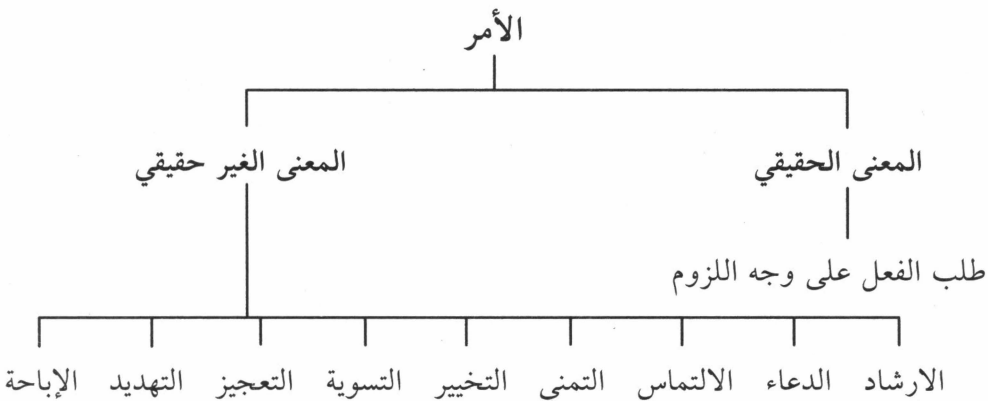 الأمر
المعنى الحقيقي المعنى الغير حقيقي
طلب الفعل على وجه اللزوم
الارشاد الدعاء الالتماس التمنى التخيير التسوية التعجيز التهديد الإباحة